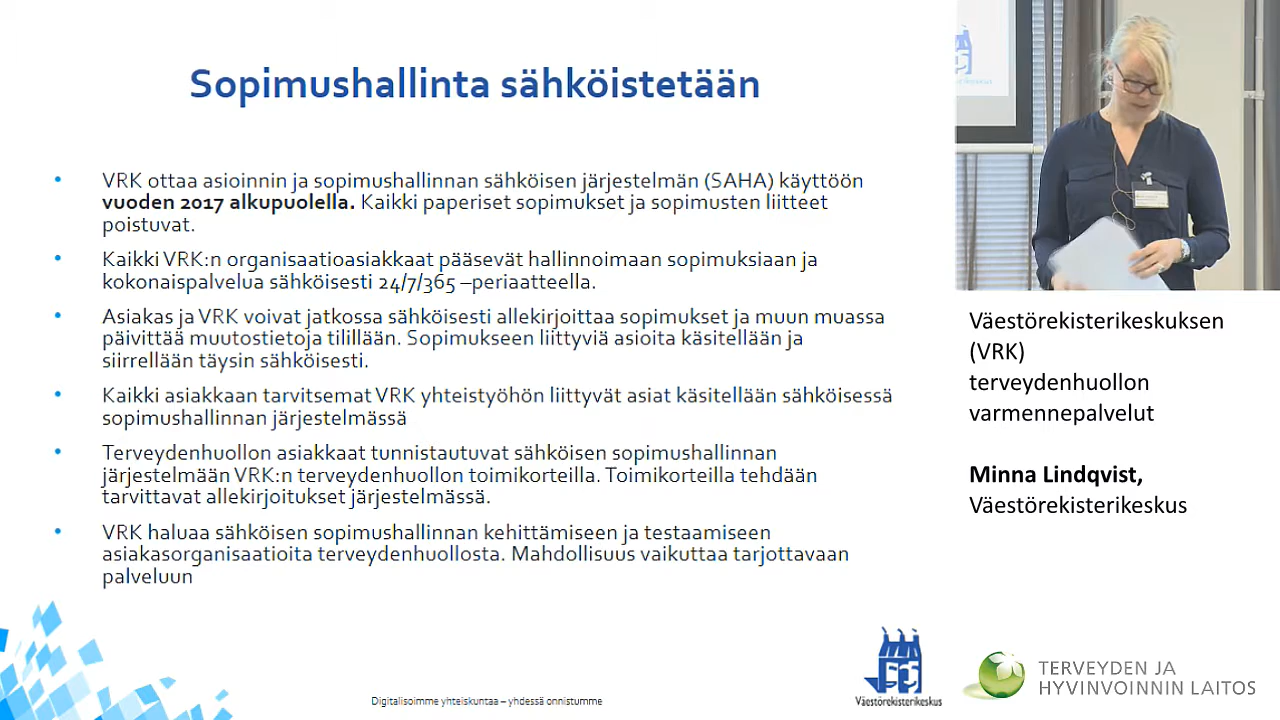 Sopimushallinta sähköistetään
• VRK ottaa asioinnin ja sopimushallinnan sähköisen järjestelmän (SAHA) käyttöön
vuoden 2017 alkupuolella. Kaikki paperiset sopimukset ja sopimusten liitteet
poistuvat.
• Kaikki VRK:n organisaatioasiakkaat pääsevät hallinnoimaan sopimuksiaan ja
kokonaispalvelua sähköisesti 24/7/365 –periaatteella.
• Asiakas ja VRK voivat jatkossa sähköisesti allekirjoittaa sopimukset ja muun muassa
päivittää muutostietoja tilillään. Sopimukseen liittyviä asioita käsitellään ja
siirrellään täysin sähköisesti.
• Kaikki asiakkaan tarvitsemat VRK yhteistyöhön liittyvät asiat käsitellään sähköisessä
sopimushallinnan järjestelmässä
• Terveydenhuollon asiakkaat tunnistautuvat sähköisen sopimushallinnan
järjestelmään VRK:n terveydenhuollon toimikorteilla. Toimikorteilla tehdään
tarvittavat allekirjoitukset järjestelmässä.
• VRK haluaa sähköisen sopimushallinnan kehittämiseen ja testaamiseen
asiakasorganisaatioita terveydenhuollosta. Mahdollisuus vaikuttaa tarjottavaan
palveluun
Väestörekisterikeskuksen
(VRK)
terveydenhuollon
varmennepalvelut
Minna Lindqvist,
Väestörekisterikeskus
Digitalisoimme yhteiskuntaa – yhdessä onnistumme
Väestörekisterikeskus
TERVEYDEN JA
HYVINVOINNIN LAITOS